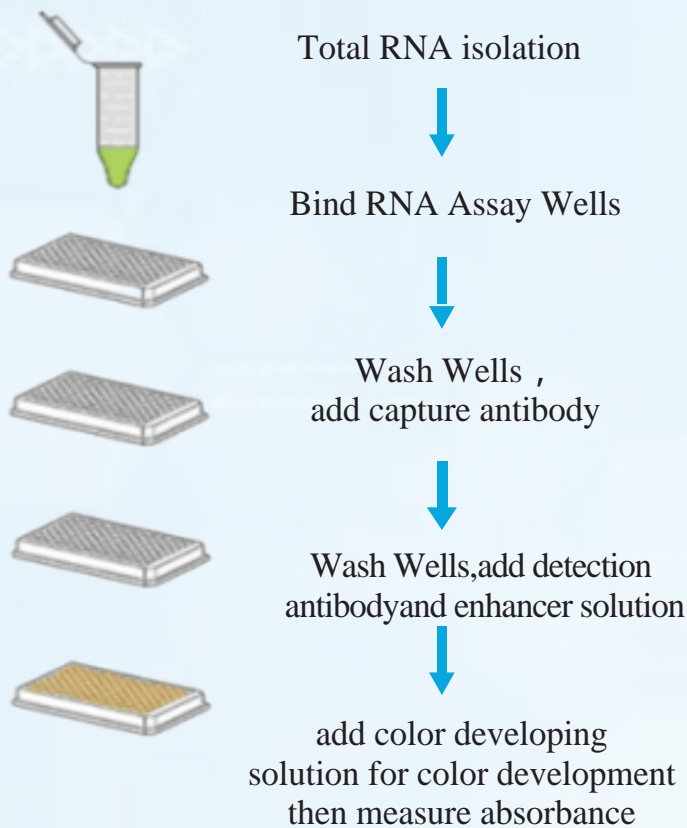 Total RNA isolation
Bind RNA Assay Wells
Wash Wells ,
add capture antibody
Wash Wells,add detection
antibodyand enhancer solution
add color developing
solution for color development
then measure absorbance